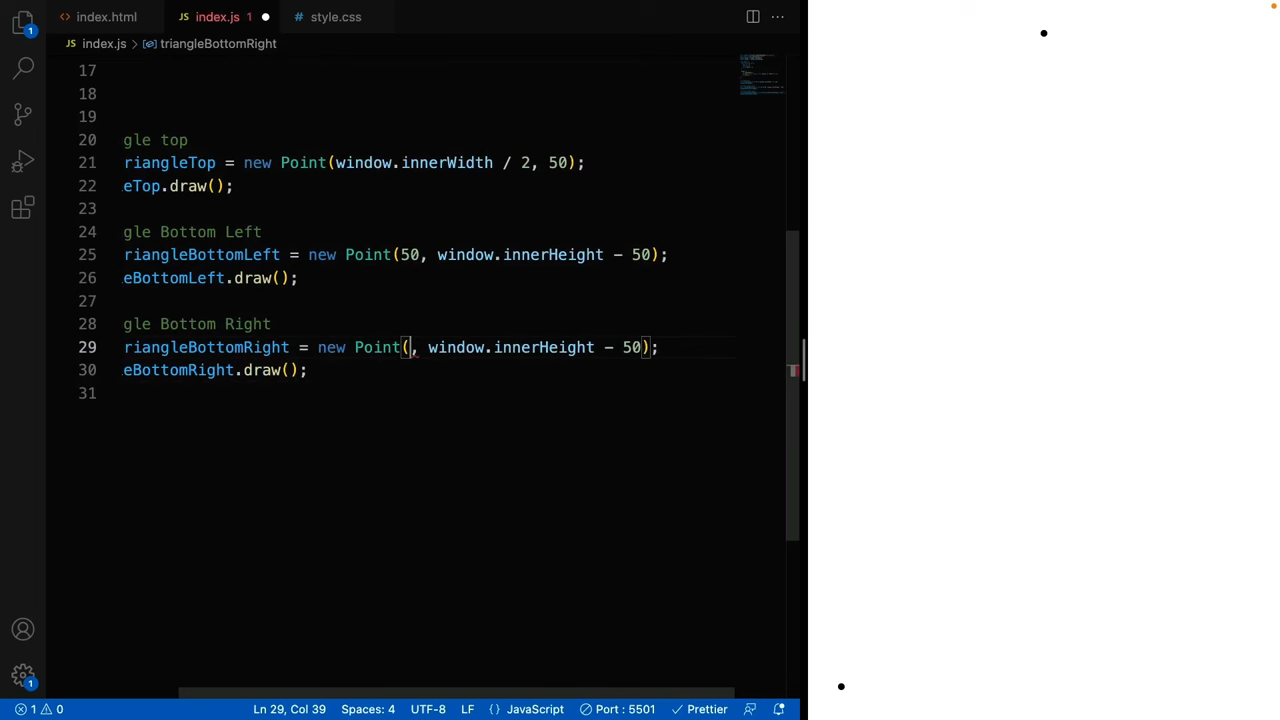 index.html
JS index.js 1
# style.css
JS index.js > triangleBottomRight
17
18
19
20 gle top
21 riangleTop = new Point(window.innerWidth / 2, 50);
22 eTop.draw();
23
24 gle Bottom Left
25 riangleBottomLeft = new Point(50, window.innerHeight - 50);
26 eBottomLeft.draw();
27
28 gle Bottom Right
29 riangleBottomRight = new Point(, window.innerHeight - 50);
30 eBottomRight.draw();
31
1
1
1 0 Ln 29, Col 39 Spaces: 4 UTF-8 LF {} JavaScript Port : 5501 Prettier